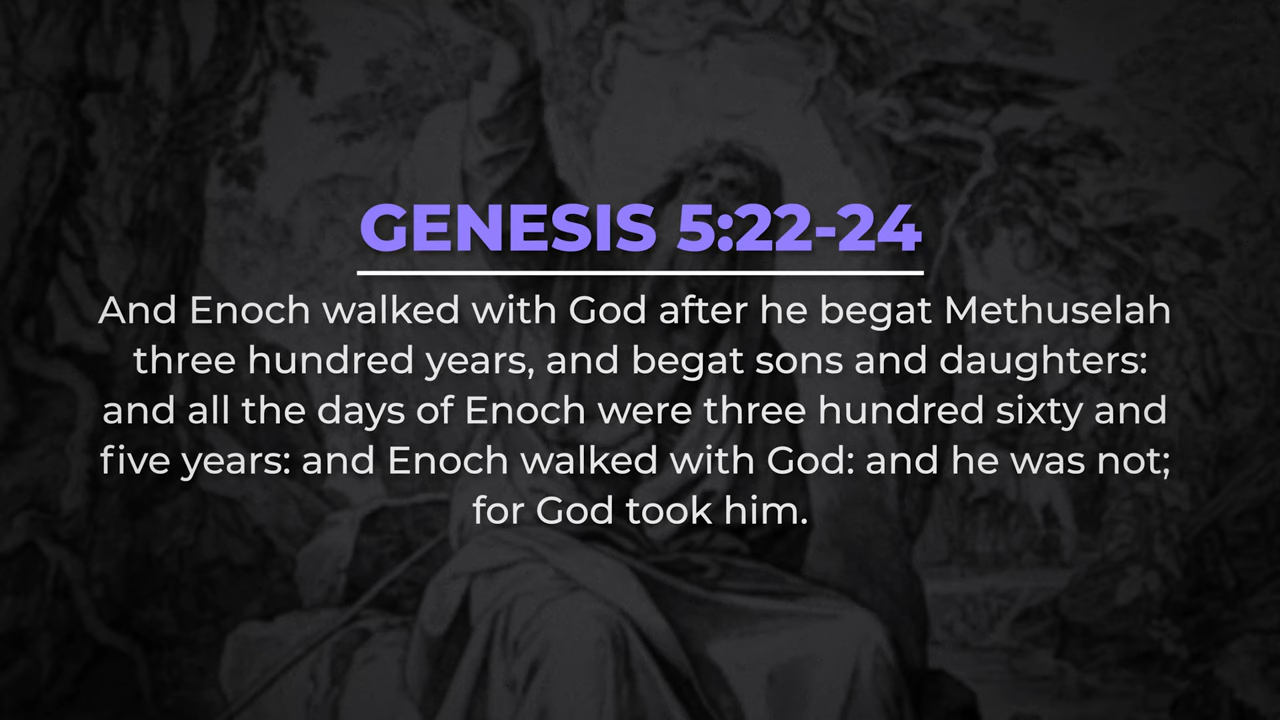 GENESIS 5:22-24
And Enoch walked with God after he begat Methuselah
three hundred years, and begat sons and daughters:
and all the days of Enoch were three hundred sixty and
five years: and Enoch walked with God: and he was not;
for God took him.